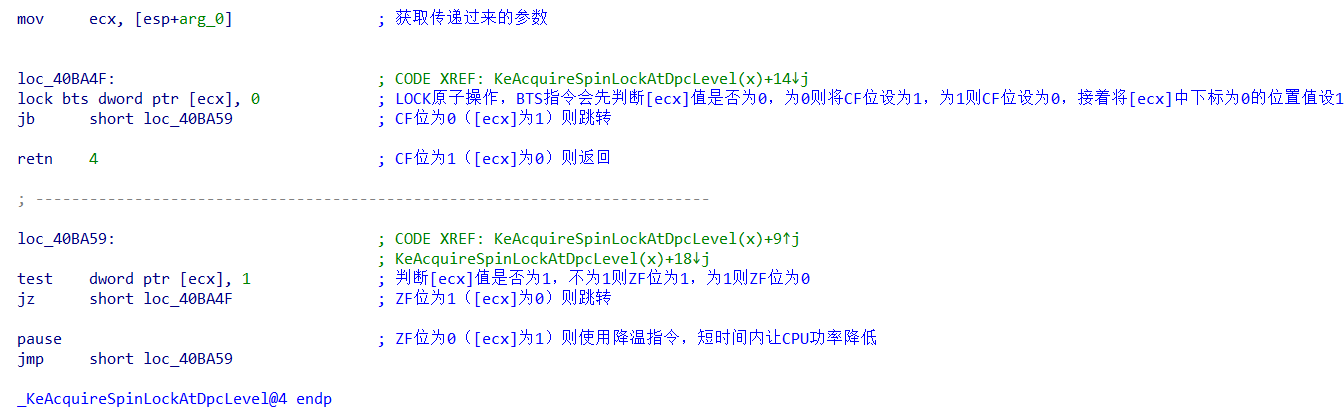 mov     ecx, [esp+arg_0]                ; 获取传递过来的参数
loc_40BA4F:                             ; CODE XREF: KeAcquireSpinLockAtDpcLevel(x)+14↓j
lock bts dword ptr [ecx], 0             ; LOCK原子操作，BTS指令会先判断[ecx]值是否为0，为0则将CF位设为1，为1则CF位设为0，接着将[ecx]中下标为0的位置值设1
jb      short loc_40BA59                ; CF位为0（[ecx]为1）则跳转
retn    4                               ; CF位为1（[ecx]为0）则返回
; ---------------------------------------------------------------------------
loc_40BA59:                             ; CODE XREF: KeAcquireSpinLockAtDpcLevel(x)+9↑j
                                        ; KeAcquireSpinLockAtDpcLevel(x)+18↓j
test    dword ptr [ecx], 1              ; 判断[ecx]值是否为1，不为1则ZF位为1，为1则ZF位为0
jz      short loc_40BA4F                ; ZF位为1（[ecx]为0）则跳转
pause                                   ; ZF位为0（[ecx]为1）则使用降温指令，短时间内让CPU功率降低
jmp     short loc_40BA59
_KeAcquireSpinLockAtDpcLevel@4 endp